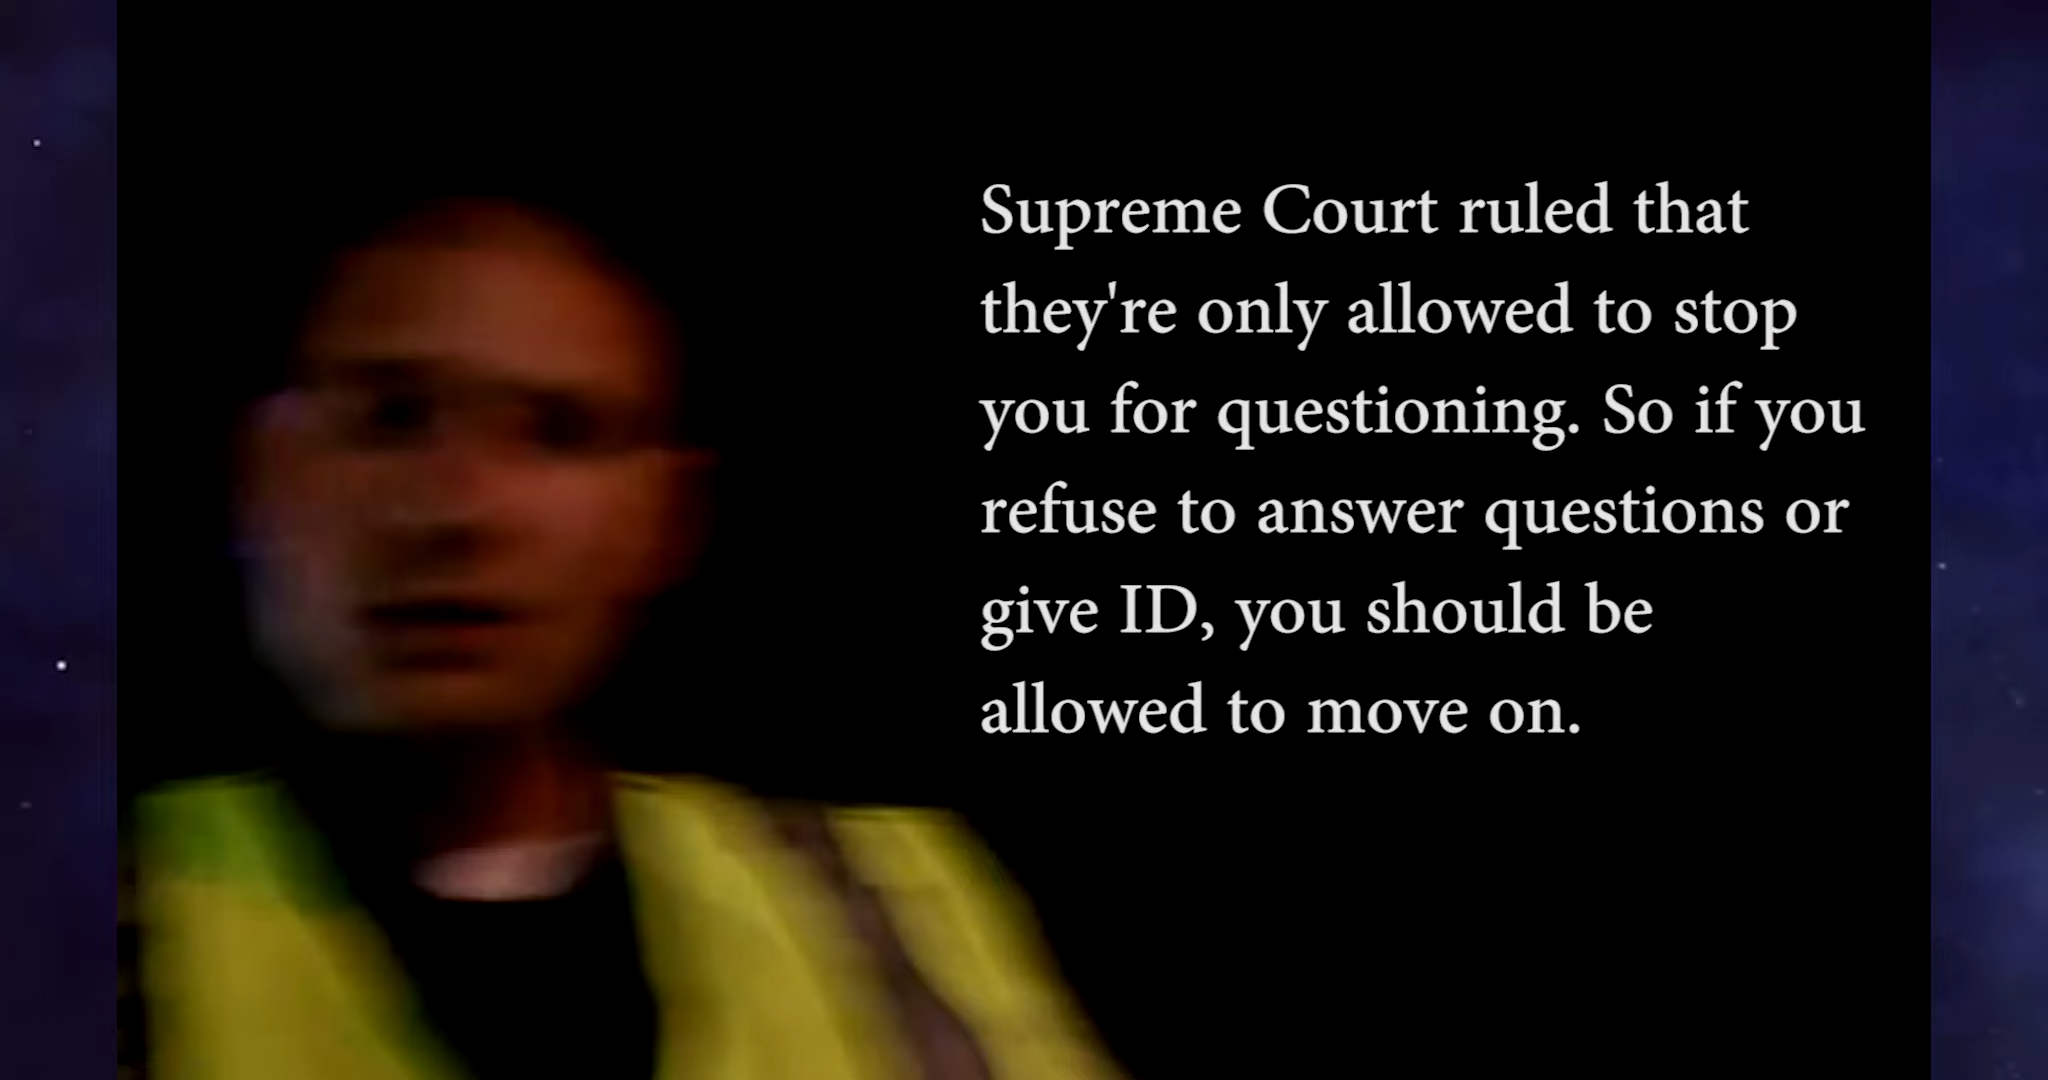 Supreme Court ruled that
they're only allowed to stop
you for questioning. So if you
refuse to answer questions or
give ID, you should be
allowed to move on.